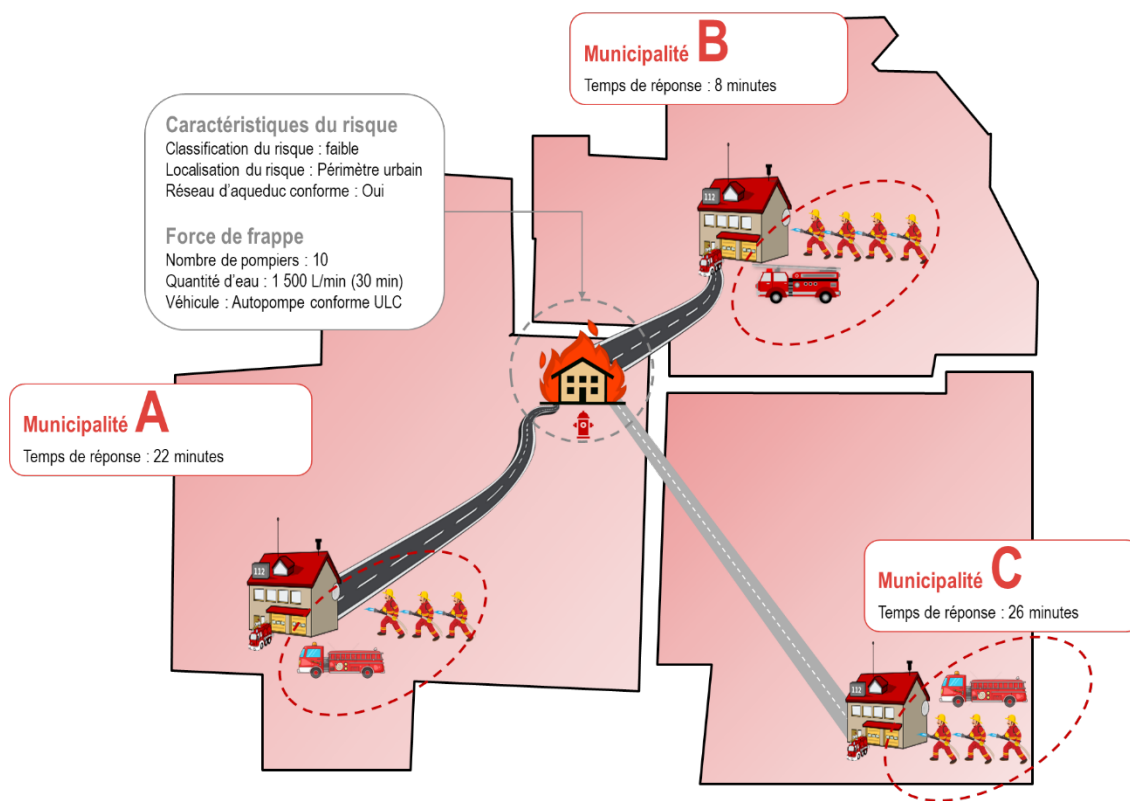 Municipalité B
Temps de réponse : 8 minutes
Caractéristiques du risque
Classification du risque : faible
Localisation du risque : Périmètre urbain
Réseau d'aqueduc conforme : Oui
Force de frappe
Nombre de pompiers : 10
Quantité d'eau : 1 500 L/min (30 min)
Véhicule : Autopompe conforme ULC
112
Municipalité A
Temps de réponse : 22 minutes
112
Municipalité C
Temps de réponse : 26 minutes
112